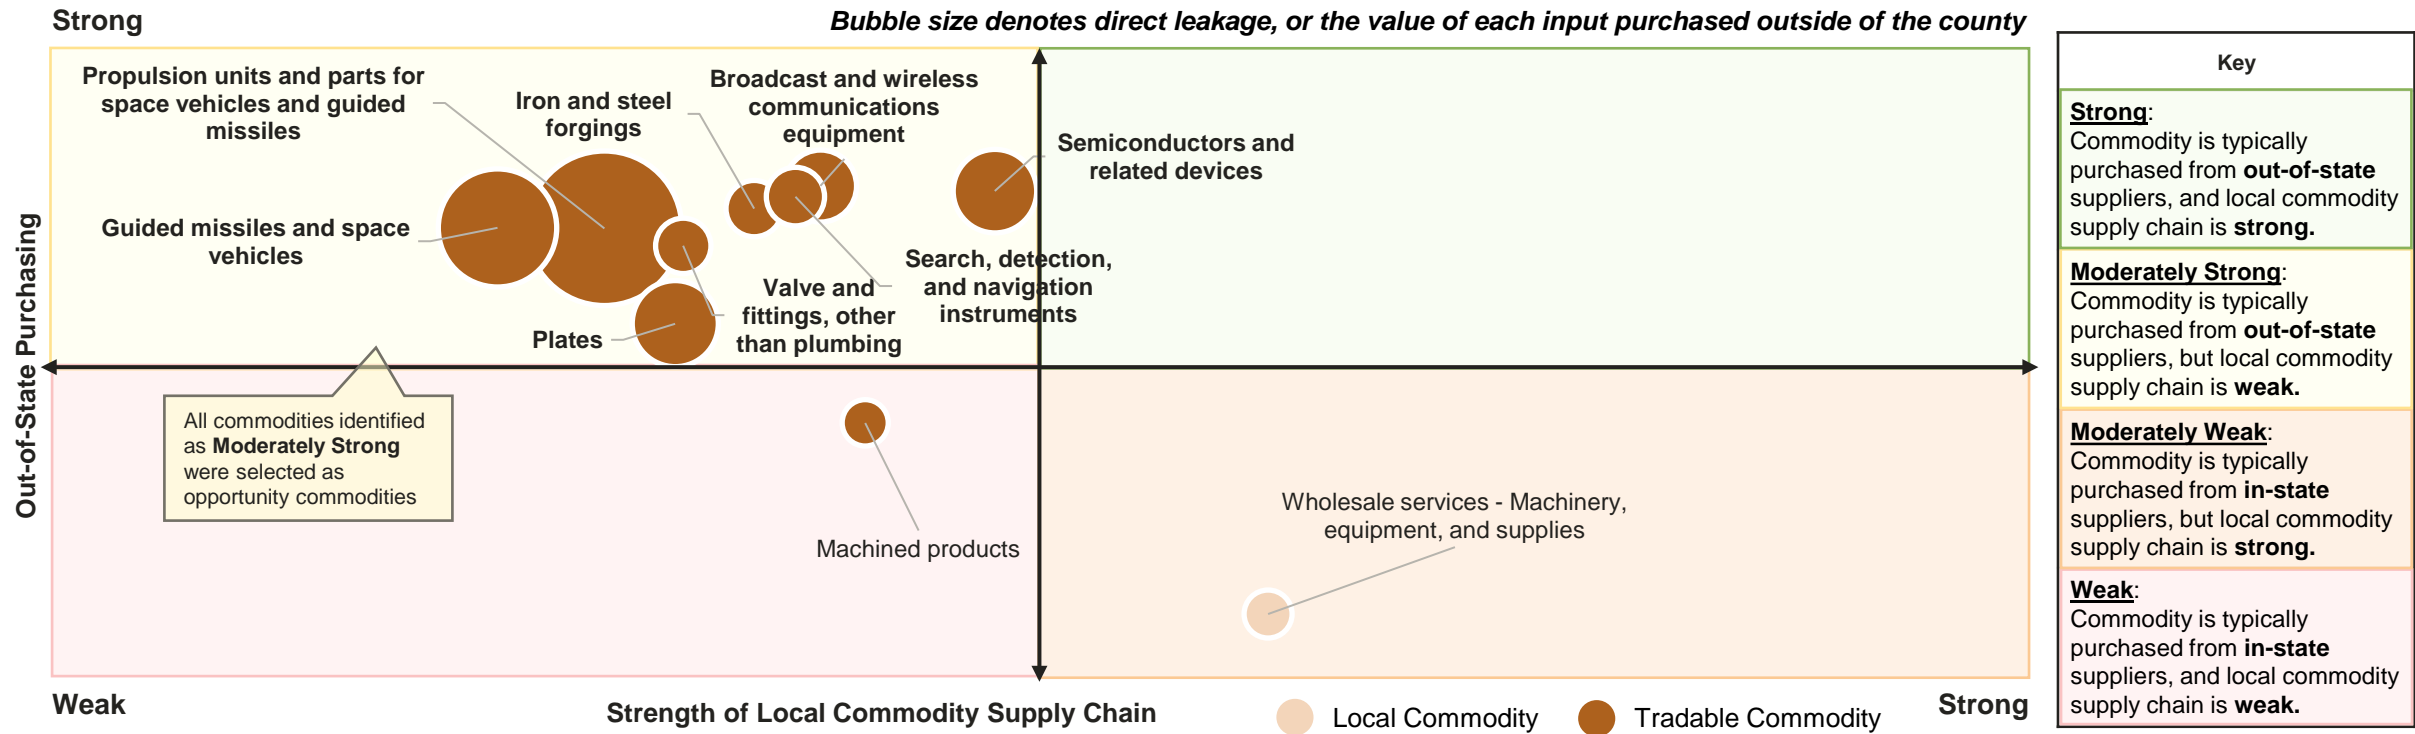 Strong
Bubble size denotes direct leakage, or the value of each input purchased outside of the county
Propulsion units and parts for
space vehicles and guided
missiles
Iron and steel
forgings
Broadcast and wireless
communications
equipment
Semiconductors and
related devices
Guided missiles and space
vehicles
Search, detection,
and navigation
instruments
Valve and
fittings, other
than plumbing
Plates
Out-of-State Purchasing
All commodities identified
as Moderately Strong
were selected as
opportunity commodities
Machined products
Wholesale services - Machinery,
equipment, and supplies
Weak
Strength of Local Commodity Supply Chain
Local Commodity
Tradable Commodity
Strong
Key
Strong:
Commodity is typically
purchased from out-of-state
suppliers, and local commodity
supply chain is strong.
Moderately Strong:
Commodity is typically
purchased from out-of-state
suppliers, but local commodity
supply chain is weak.
Moderately Weak:
Commodity is typically
purchased from in-state
suppliers, but local commodity
supply chain is strong.
Weak:
Commodity is typically
purchased from in-state
suppliers, and local commodity
supply chain is weak.